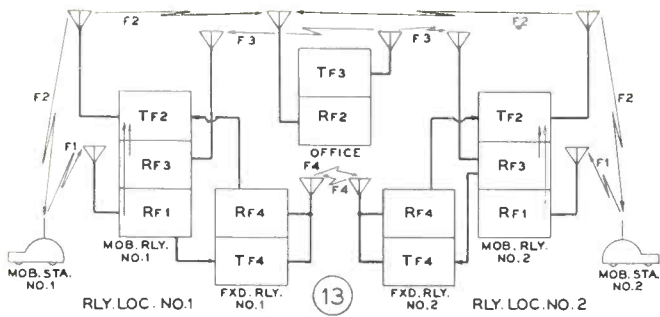 F2
F2
F2
F3
F3
F2
F2
F1
TF2
RF3
RF1
TF3
RF2
OFFICE
TF2
RF3
RF1
F1
F4
F4
RF4
TF4
RF4
TF4
MOB. STA.
NO.1
MOB. RLY.
NO.1
FXD. RLY.
NO.1
13
FXD. RLY.
NO.2
MOB. RLY.
NO.2
MOB. STA.
NO.2
RLY. LOC. NO.1
RLY. LOC. NO.2